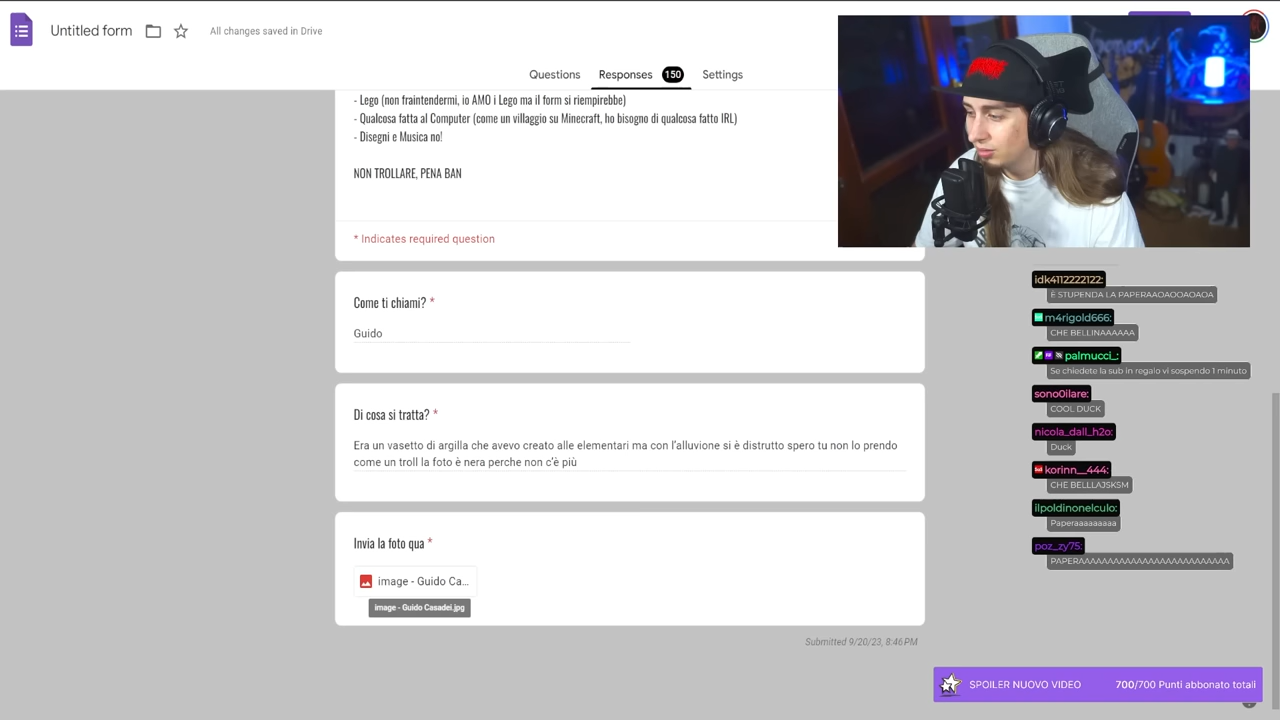 Untitled form
All changes saved in Drive
Questions
Responses 150
Settings
- Lego (non fraintendermi, io AMO i Lego ma il form si riempirebbe)
- Qualcosa fatta al Computer (come un villaggio su Minecraft, ho bisogno di qualcosa fatto IRL)
- Disegni e Musica no!
NON TROLLARE, PENA BAN
* Indicates required question
Come ti chiami? *
Guido
Di cosa si tratta? *
Era un vasetto di argilla che avevo creato alle elementari ma con l'alluvione si è distrutto spero tu non lo prendo
come un troll la foto è nera perche non c'è più
Invia la foto qua *
image - Guido Ca...
image - Guido Casadei.jpg
Submitted 9/20/23, 8:46 PM
idk4112222122:
È STUPENDA LA PAPERAAOAOOAOAOA
m4rigold666:
CHE BELLINAAAAAA
palmucci_:
Se chiedete la sub in regalo vi sospendo 1 minuto
sono0ilare:
COOL DUCK
nicola_dall_h2o:
Duck
korinn__444:
CHE BELLLAJSKSM
ilpoldinonelculo:
Paperaaaaaaaaa
poz_zy75:
PAPERAAAAAAAAAAAAAAAAAAAAAAAAAA
SPOILER NUOVO VIDEO 700/700 Punti abbonato totali